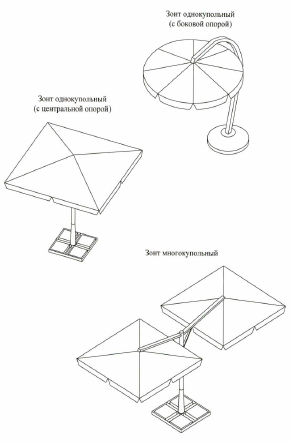 Зонт однокупольный
(с боковой опорой)
Зонт однокупольный
(с центральной опорой)
Зонт многокупольный